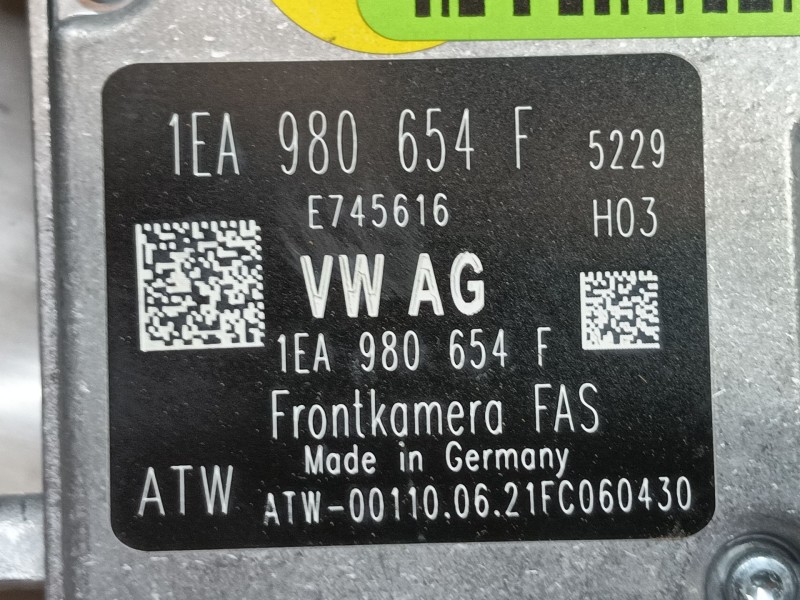 1EA 980 654 F 5229
E745616 H03
VW AG
1EA 980 654 F
Frontkamera FAS
Made in Germany
ATW ATW-00110.06.21FC060430